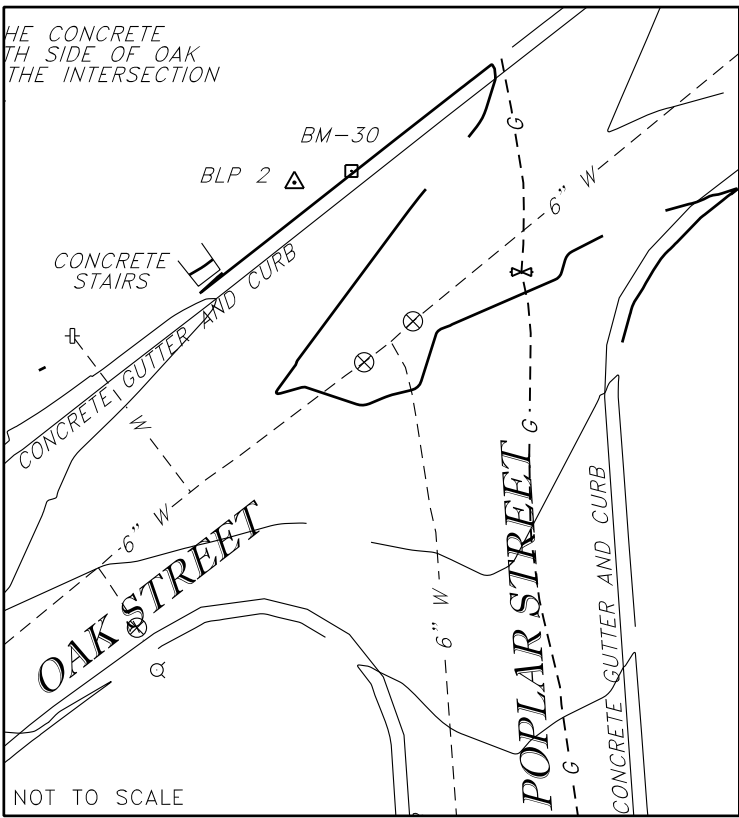 HE CONCRETE
TH SIDE OF OAK
THE INTERSECTION
BM-30
BLP 2
G
6" W
CONCRETE
STAIRS
CONCRETE GUTTER AND CURB
W
G
6" W
OAK STREET
POPLAR STREET
CONCRETE GUTTER AND CURB
6" W
G
NOT TO SCALE